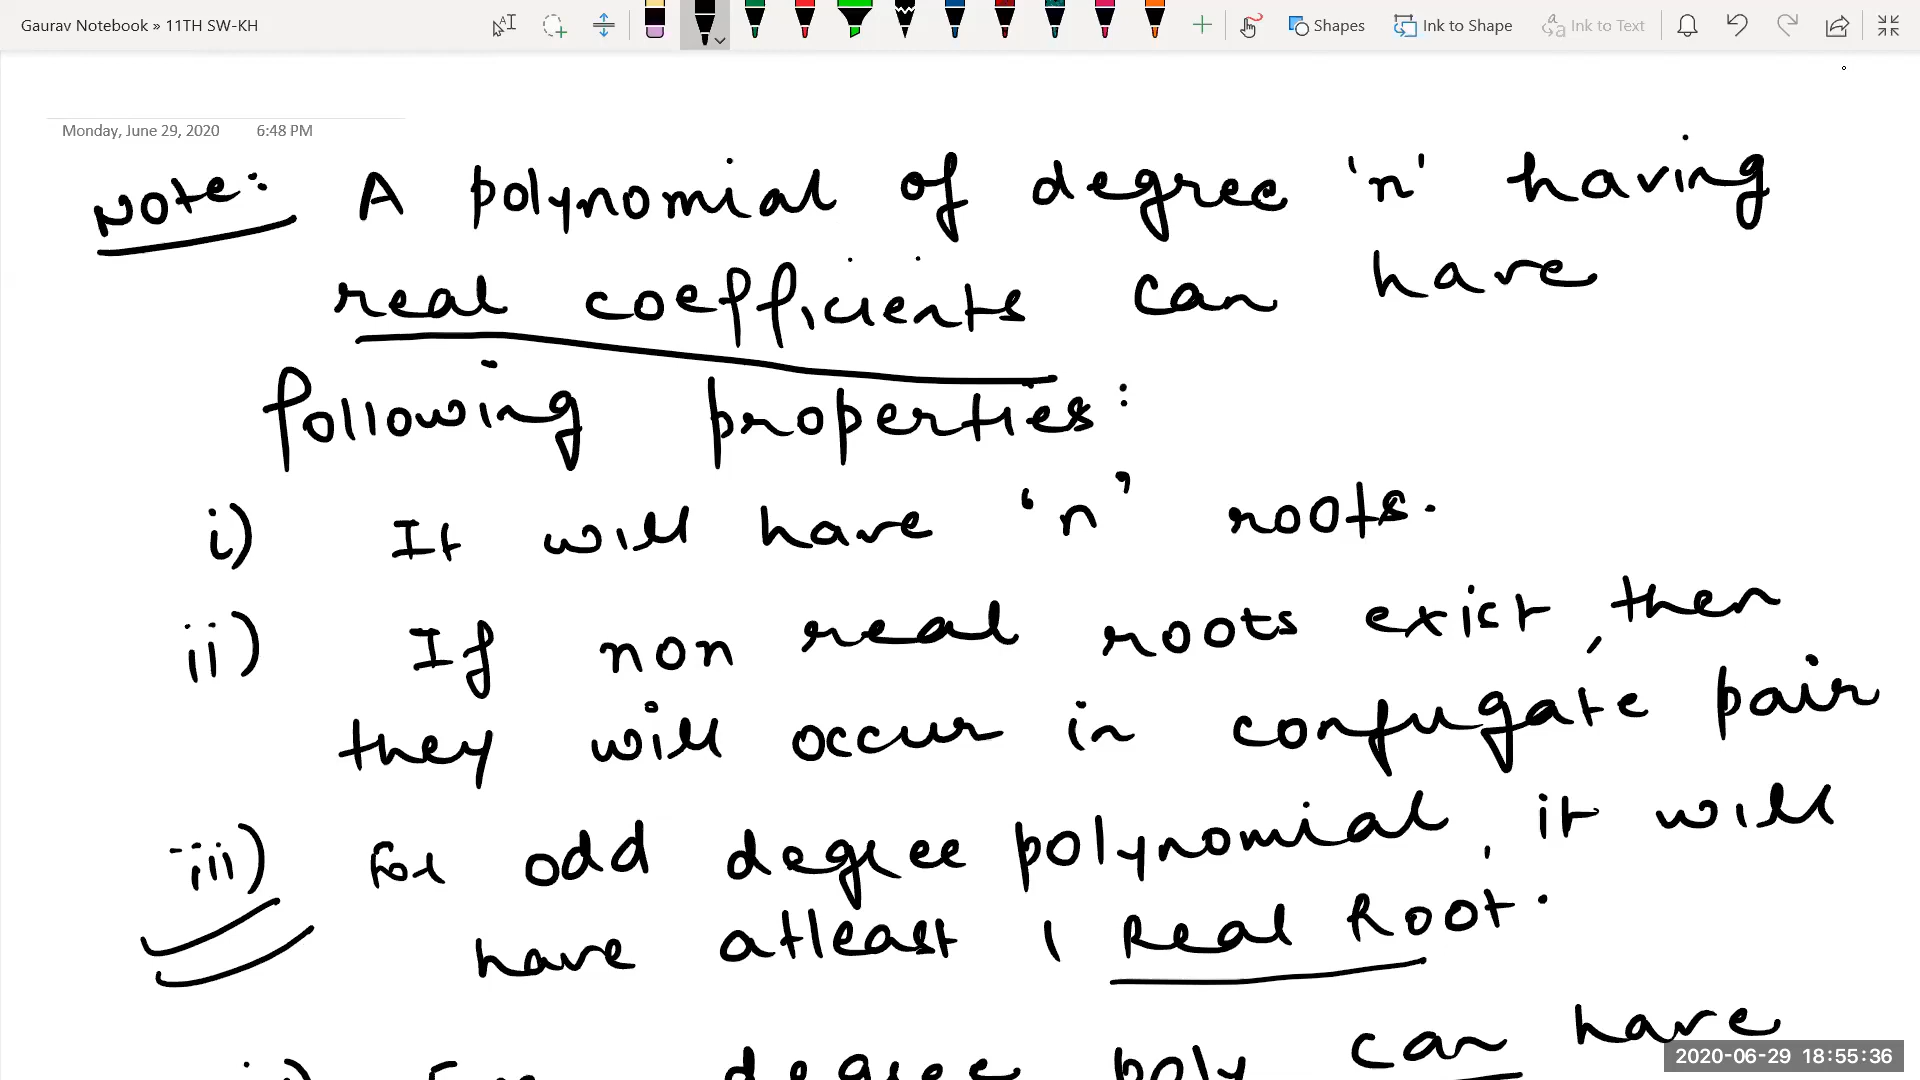 Gaurav Notebook » 11TH SW-KH
Shapes
Ink to Shape
Ink to Text
Monday, June 29, 2020 6:48 PM
Note: A polynomial of degree 'n' having
real coefficients can have
following properties:
i) It will have 'n' roots.
ii) If non real roots exist, then
they will occur in conjugate pair
iii) For odd degree polynomial, it will
have atleast 1 Real Root.
degree poly can have
2020-06-29 18:55:36